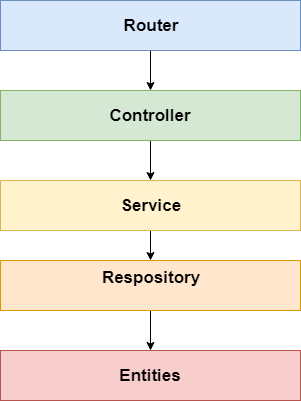 Router
Controller
Service
Respository
Entities